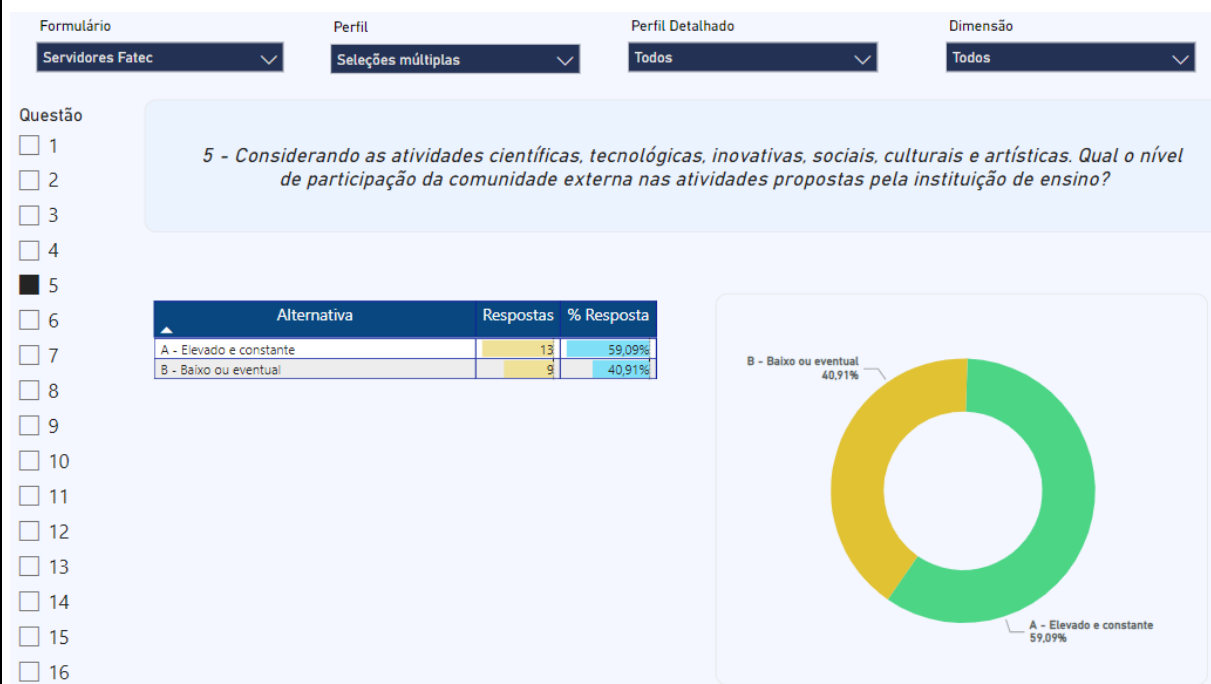 Formulário
Perfil
Perfil Detalhado
Dimensão
Servidores Fatec
Seleções múltiplas
Todos
Todos
Questão
1
2
3
4
5
6
7
8
9
10
11
12
13
14
15
16
5 - Considerando as atividades científicas, tecnológicas, inovativas, sociais, culturais e artísticas. Qual o nível
de participação da comunidade externa nas atividades propostas pela instituição de ensino?
Alternativa Respostas % Resposta
A - Elevado e constante 13 59,09%
B - Baixo ou eventual 9 40,91%
B - Baixo ou eventual
40,91%
A - Elevado e constante
59,09%